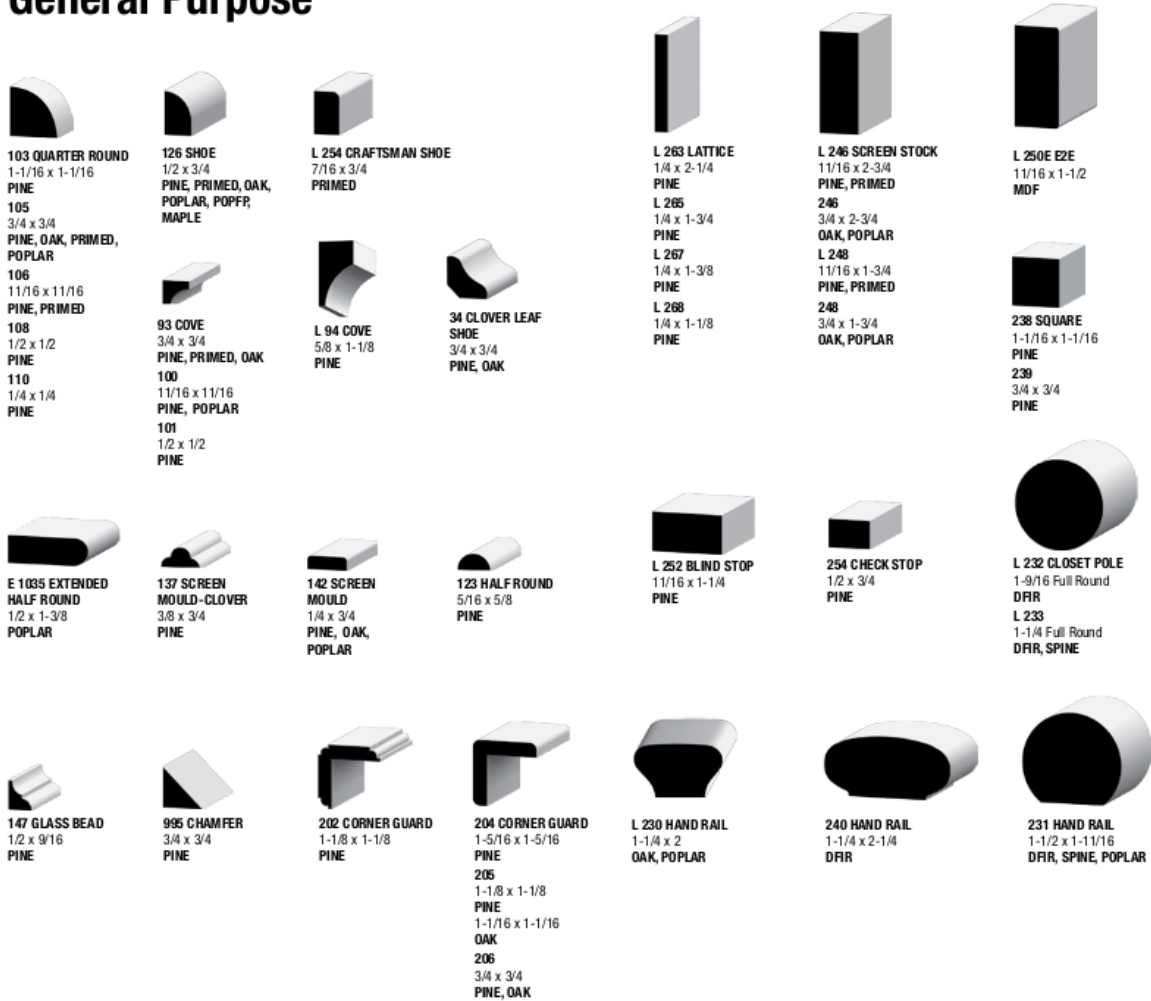 General Purpose
103 QUARTER ROUND
1-1/16 x 1-1/16
PINE
105
3/4 x 3/4
PINE, OAK, PRIMED,
POPLAR
106
11/16 x 11/16
PINE, PRIMED
108
1/2 x 1/2
PINE
110
1/4 x 1/4
PINE
126 SHOE
1/2 x 3/4
PINE, PRIMED, OAK,
POPLAR, POPFP,
MAPLE
L 254 CRAFTSMAN SHOE
7/16 x 3/4
PRIMED
93 COVE
3/4 x 3/4
PINE, PRIMED, OAK
100
11/16 x 11/16
PINE, POPLAR
101
1/2 x 1/2
PINE
L 94 COVE
5/8 x 1-1/8
PINE
34 CLOVER LEAF
SHOE
3/4 x 3/4
PINE, OAK
L 263 LATTICE
1/4 x 2-1/4
PINE
L 265
1/4 x 1-3/4
PINE
L 267
1/4 x 1-3/8
PINE
L 268
1/4 x 1-1/8
PINE
L 246 SCREEN STOCK
11/16 x 2-3/4
PINE, PRIMED
246
3/4 x 2-3/4
OAK, POPLAR
L 248
11/16 x 1-3/4
PINE, PRIMED
248
3/4 x 1-3/4
OAK, POPLAR
L 250E E2E
11/16 x 1-1/2
MDF
238 SQUARE
1-1/16 x 1-1/16
PINE
239
3/4 x 3/4
PINE
E 1035 EXTENDED
HALF ROUND
1/2 x 1-3/8
POPLAR
137 SCREEN
MOULD-CLOVER
3/8 x 3/4
PINE
142 SCREEN
MOULD
1/4 x 3/4
PINE, OAK,
POPLAR
123 HALF ROUND
5/16 x 5/8
PINE
L 252 BLIND STOP
11/16 x 1-1/4
PINE
254 CHECK STOP
1/2 x 3/4
PINE
L 232 CLOSET POLE
1-9/16 Full Round
DFIR
L 233
1-1/4 Full Round
DFIR, SPINE
147 GLASS BEAD
1/2 x 9/16
PINE
995 CHAMFER
3/4 x 3/4
PINE
202 CORNER GUARD
1-1/8 x 1-1/8
PINE
204 CORNER GUARD
1-5/16 x 1-5/16
PINE
205
1-1/8 x 1-1/8
PINE
1-1/16 x 1-1/16
OAK
206
3/4 x 3/4
PINE, OAK
L 230 HAND RAIL
1-1/4 x 2
OAK, POPLAR
240 HAND RAIL
1-1/4 x 2-1/4
DFIR
231 HAND RAIL
1-1/2 x 1-11/16
DFIR, SPINE, POPLAR